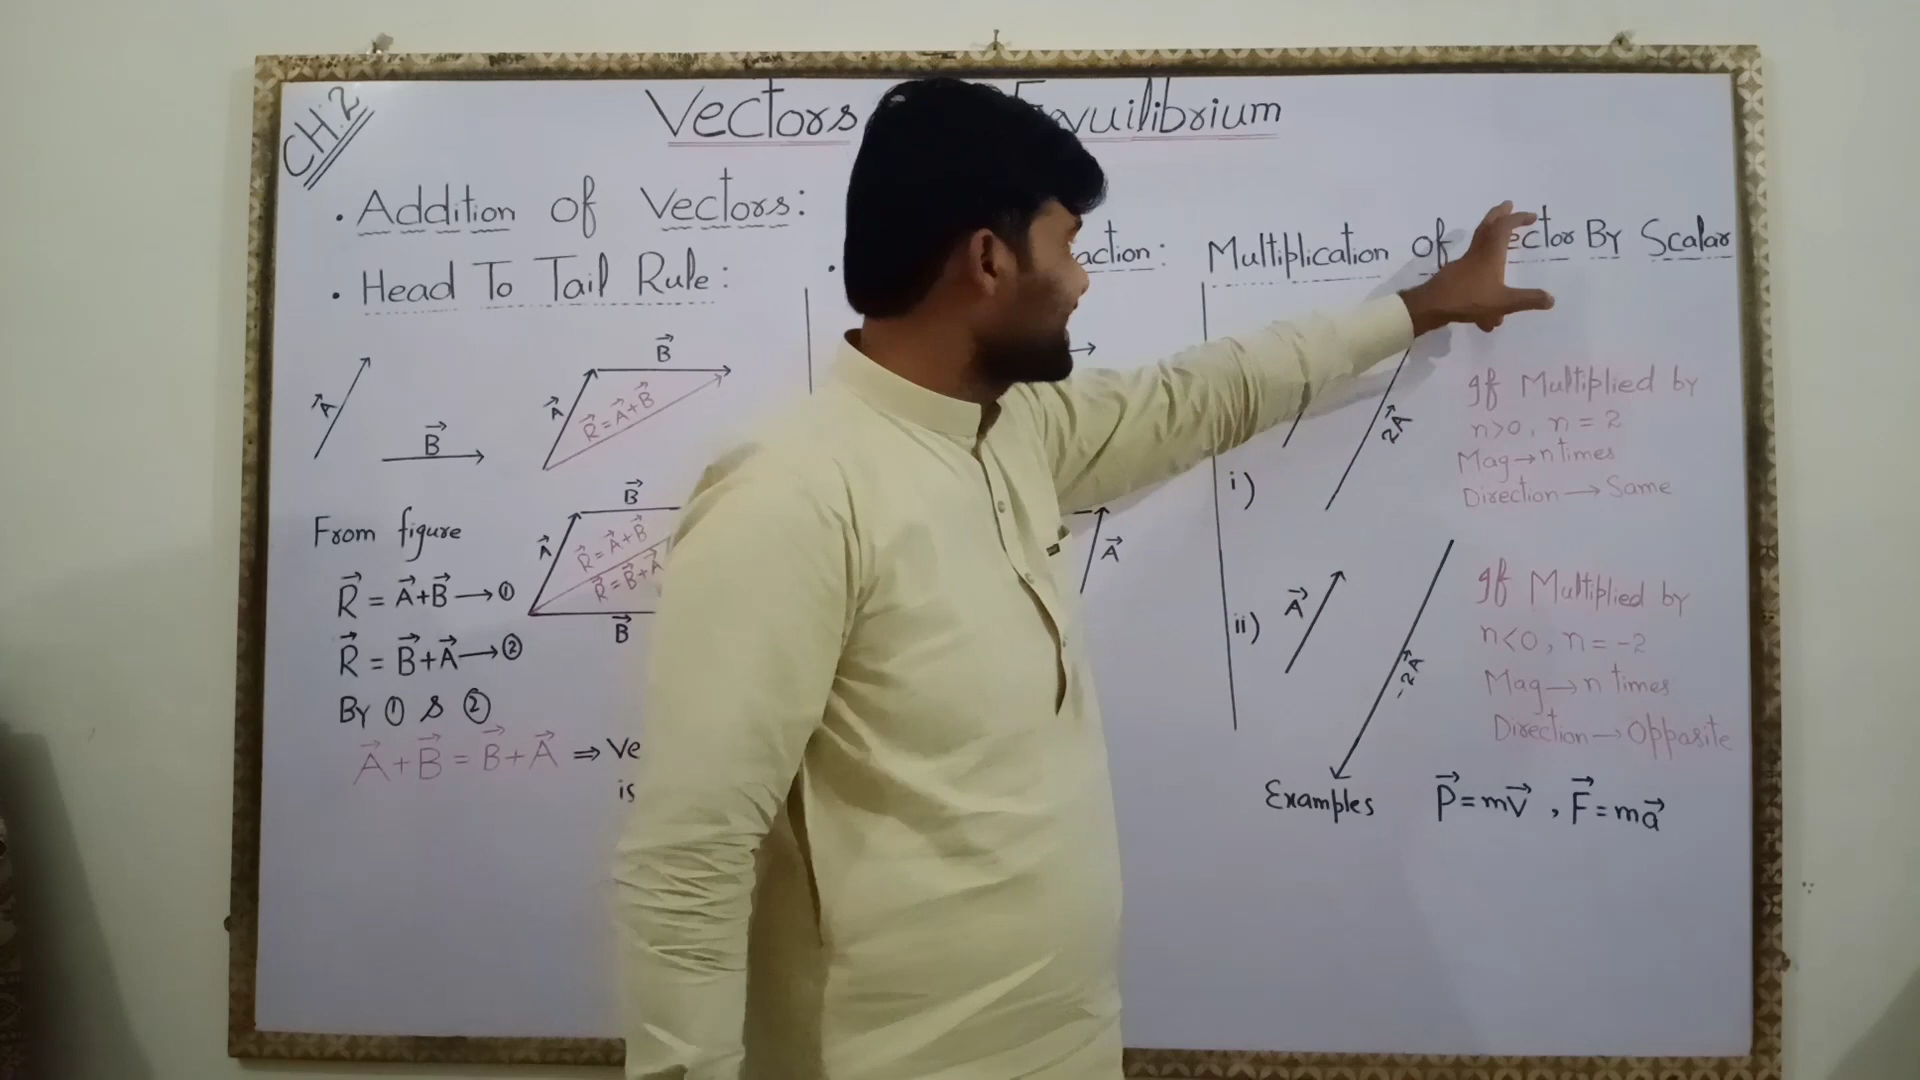 CH:2
Vectors
• Addition of Vectors:
• Head To Tail Rule:
A⃗
B⃗
B⃗
A⃗
R⃗ = A⃗+B⃗
B⃗
A⃗
R⃗ = A⃗+B⃗
R⃗ = B⃗+A⃗
B⃗
From figure
R⃗ = A⃗+B⃗ → ①
R⃗ = B⃗+A⃗ → ②
By ① & ②
A⃗+B⃗ = B⃗+A⃗ ⇒ Ve
is
action:
A⃗
Multiplication of ector By Scalar
i)
2A⃗
If Multiplied by
n>0, n = 2
Mag → n times
Direction → Same
ii)
A⃗
-2A⃗
If Multiplied by
n<0, n = -2
Mag → n times
Direction → Opposite
Examples P⃗ = mV⃗ , F⃗ = ma⃗